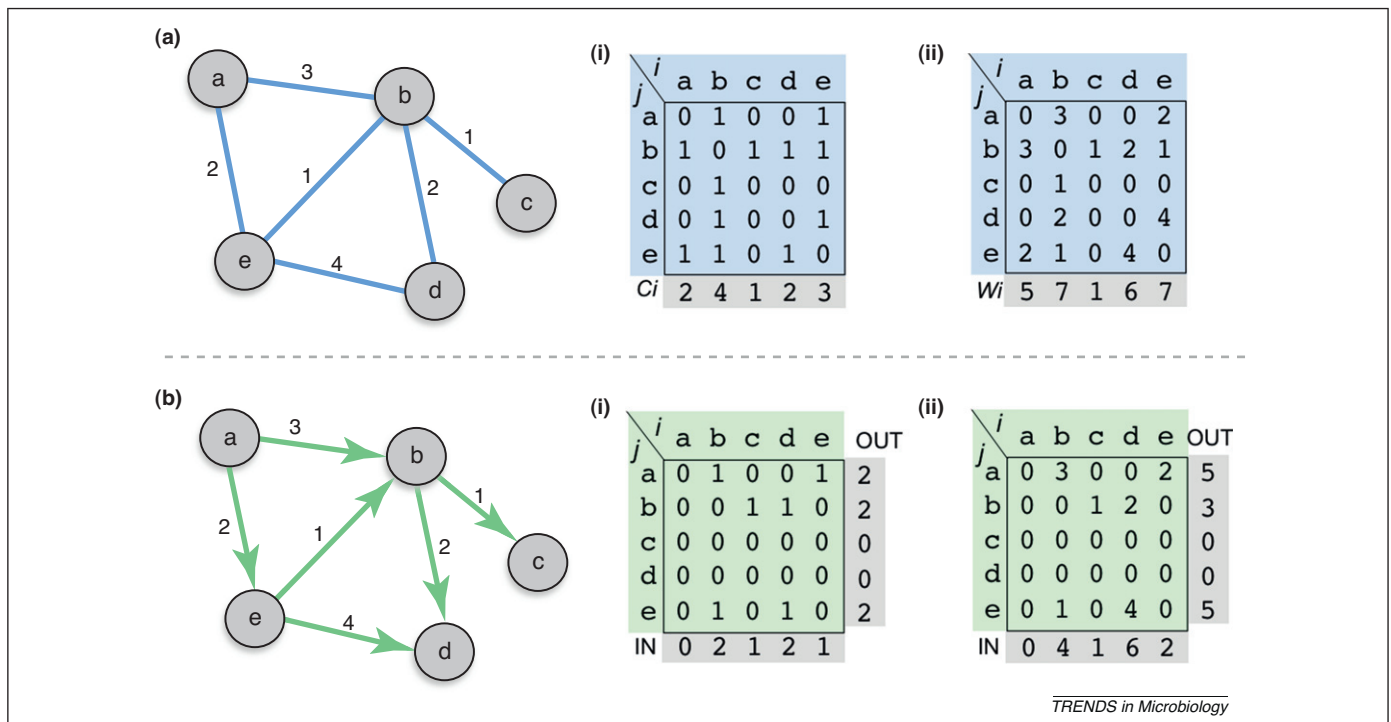 (a)
a
3
b
1
c
2
1
2
e
4
d
(i)
i
j
a b c d e
a 0 1 0 0 1
b 1 0 1 1 1
c 0 1 0 0 0
d 0 1 0 0 1
e 1 1 0 1 0
Ci 2 4 1 2 3
(ii)
i
j
a b c d e
a 0 3 0 0 2
b 3 0 1 2 1
c 0 1 0 0 0
d 0 2 0 0 4
e 2 1 0 4 0
Wi 5 7 1 6 7
(b)
a
3
b
1
c
2
1
2
e
4
d
(i)
i
j
a b c d e OUT
a 0 1 0 0 1 2
b 0 0 1 1 0 2
c 0 0 0 0 0 0
d 0 0 0 0 0 0
e 0 1 0 1 0 2
IN 0 2 1 2 1
(ii)
i
j
a b c d e OUT
a 0 3 0 0 2 5
b 0 0 1 2 0 3
c 0 0 0 0 0 0
d 0 0 0 0 0 0
e 0 1 0 4 0 5
IN 0 4 1 6 2
TRENDS in Microbiology